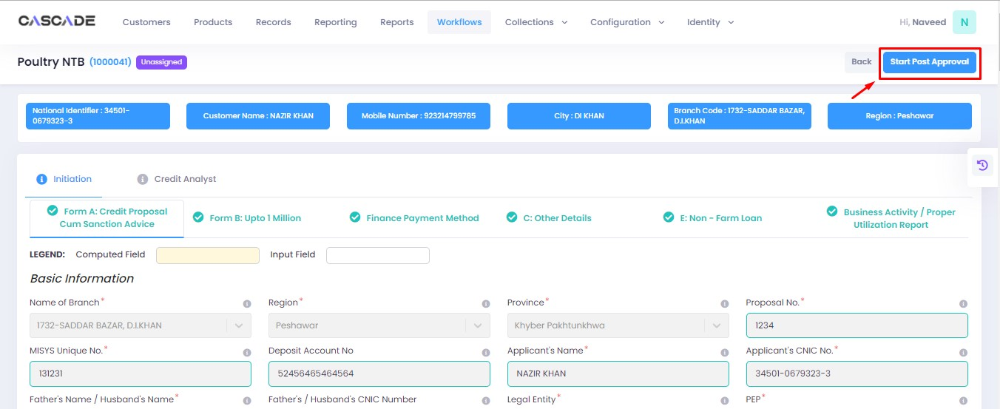 CASCADE Customers Products Records Reporting Reports Workflows Collections Configuration Identity Hi, Naveed N
Poultry NTB (1000041) Unassigned Back Start Post Approval
National Identifier : 34501-
0679323-3
Customer Name : NAZIR KHAN
Mobile Number : 923214799785
City : DI KHAN
Branch Code : 1732-SADDAR BAZAR,
D.I.KHAN
Region : Peshawar
Initiation Credit Analyst
Form A: Credit Proposal
Cum Sanction Advice
Form B: Upto 1 Million
Finance Payment Method
C: Other Details
E: Non - Farm Loan
Business Activity / Proper
Utilization Report
LEGEND: Computed Field Input Field
Basic Information
Name of Branch* Region* Province* Proposal No.*
1732-SADDAR BAZAR, D.I.KHAN Peshawar Khyber Pakhtunkhwa 1234
MISYS Unique No.* Deposit Account No Applicant's Name* Applicant's CNIC No.*
131231 52456465464564 NAZIR KHAN 34501-0679323-3
Father's Name / Husband's Name* Father's / Husband's CNIC Number Legal Entity* PEP*